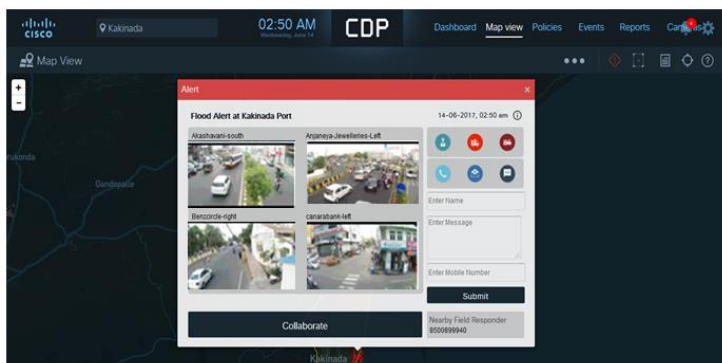 CISCO
Kakinada
02:50 AM
Wednesday, June 14
CDP
Dashboard Map view Policies Events Reports
Map View
Alert
Flood Alert at Kakinada Port
14-06-2017, 02:50 am
Akashavani-south
Anjaneya-Jewelleries-Left
Benzcircle-right
canarabank-left
Enter Name
Enter Message
Enter Mobile Number
Submit
Collaborate
Nearby Field Responder
8500899940
Gandepalle
Kakinada